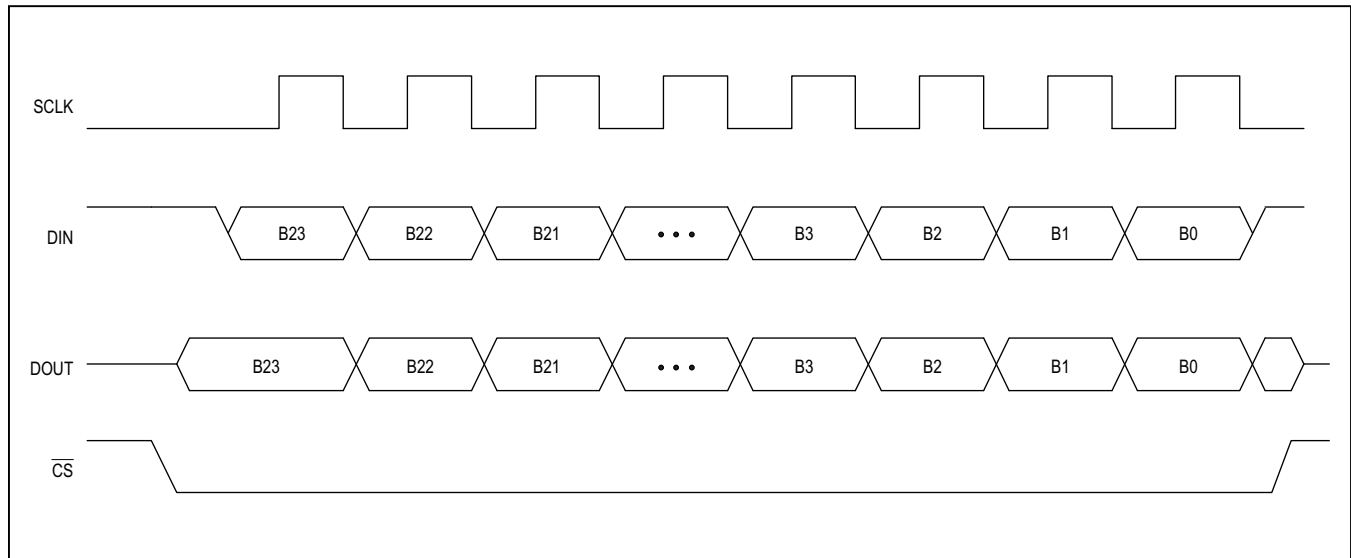 SCLK
DIN B23 B22 B21 • • • B3 B2 B1 B0
DOUT B23 B22 B21 • • • B3 B2 B1 B0
CS